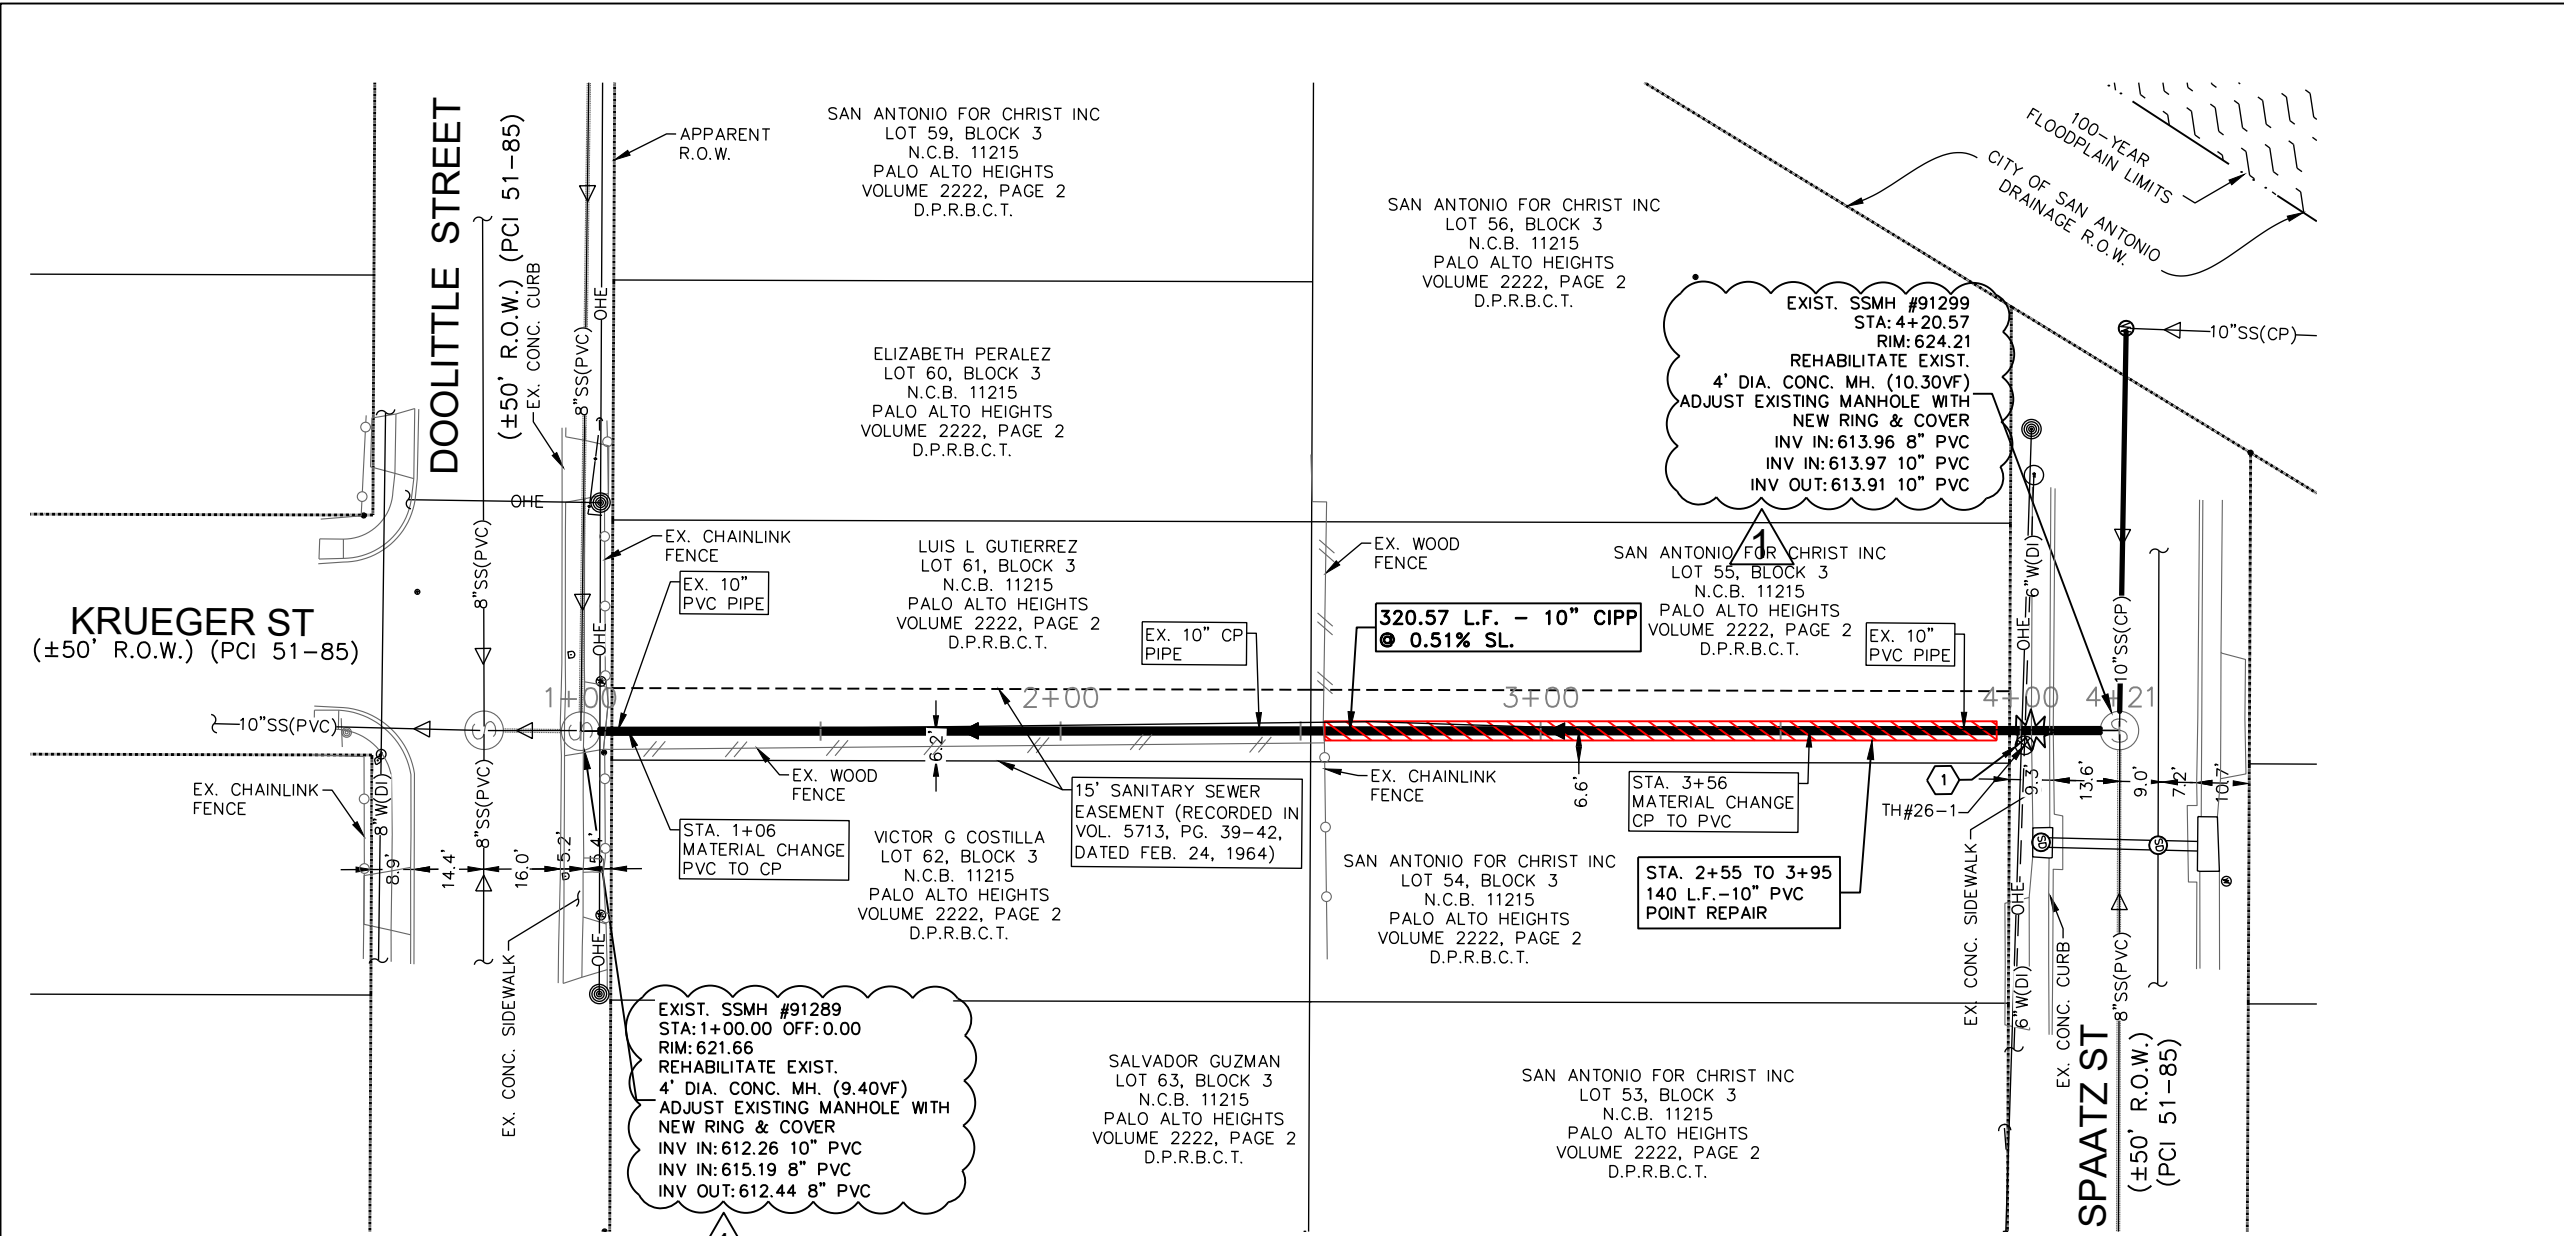 DOOLITTLE STREET
(±50' R.O.W.) (PCI 51-85)
EX. CONC. CURB
8"SS(PVC)
8"SS(PVC)
OHE
OHE
APPARENT
R.O.W.
SAN ANTONIO FOR CHRIST INC
LOT 59, BLOCK 3
N.C.B. 11215
PALO ALTO HEIGHTS
VOLUME 2222, PAGE 2
D.P.R.B.C.T.
SAN ANTONIO FOR CHRIST INC
LOT 56, BLOCK 3
N.C.B. 11215
PALO ALTO HEIGHTS
VOLUME 2222, PAGE 2
D.P.R.B.C.T.
100-YEAR
FLOODPLAIN LIMITS
CITY OF SAN ANTONIO
DRAINAGE R.O.W.
10"SS(CP)
ELIZABETH PERALEZ
LOT 60, BLOCK 3
N.C.B. 11215
PALO ALTO HEIGHTS
VOLUME 2222, PAGE 2
D.P.R.B.C.T.
EXIST. SSMH #91299
STA:4+20.57
RIM:624.21
REHABILITATE EXIST.
4' DIA. CONC. MH. (10.30VF)
ADJUST EXISTING MANHOLE WITH
NEW RING & COVER
INV IN:613.96 8" PVC
INV IN:613.97 10" PVC
INV OUT:613.91 10" PVC
1
KRUEGER ST
(±50' R.O.W.) (PCI 51-85)
EX. CHAINLINK
FENCE
EX. 10"
PVC PIPE
LUIS L GUTIERREZ
LOT 61, BLOCK 3
N.C.B. 11215
PALO ALTO HEIGHTS
VOLUME 2222, PAGE 2
D.P.R.B.C.T.
EX. 10" CP
PIPE
EX. WOOD
FENCE
320.57 L.F. - 10" CIPP
@ 0.51% SL.
SAN ANTONIO FOR CHRIST INC
LOT 55, BLOCK 3
N.C.B. 11215
PALO ALTO HEIGHTS
VOLUME 2222, PAGE 2
D.P.R.B.C.T.
EX. 10"
PVC PIPE
OHE
6"W(DI)
OHE
10"SS(CP)
1+00
2+00
3+00
4+00
4+21
10"SS(PVC)
EX. CHAINLINK
FENCE
8"W(DI)
8"SS(PVC)
8.9'
14.4'
16.0'
5.2'
5.4'
6.2'
EX. WOOD
FENCE
STA. 1+06
MATERIAL CHANGE
PVC TO CP
15' SANITARY SEWER
EASEMENT (RECORDED IN
VOL. 5713, PG. 39-42,
DATED FEB. 24, 1964)
EX. CHAINLINK
FENCE
6.6'
STA. 3+56
MATERIAL CHANGE
CP TO PVC
STA. 2+55 TO 3+95
140 L.F.-10" PVC
POINT REPAIR
1
TH#26-1
9.3'
13.6'
9.0'
7.2'
10.7'
SD
SD
VICTOR G COSTILLA
LOT 62, BLOCK 3
N.C.B. 11215
PALO ALTO HEIGHTS
VOLUME 2222, PAGE 2
D.P.R.B.C.T.
SAN ANTONIO FOR CHRIST INC
LOT 54, BLOCK 3
N.C.B. 11215
PALO ALTO HEIGHTS
VOLUME 2222, PAGE 2
D.P.R.B.C.T.
OHE
EX. CONC. SIDEWALK
EX. CONC. SIDEWALK
OHE
6"W(DI)
EX. CONC. CURB
8"SS(PVC)
EXIST. SSMH #91289
STA:1+00.00 OFF:0.00
RIM:621.66
REHABILITATE EXIST.
4' DIA. CONC. MH. (9.40VF)
ADJUST EXISTING MANHOLE WITH
NEW RING & COVER
INV IN:612.26 10" PVC
INV IN:615.19 8" PVC
INV OUT:612.44 8" PVC
SALVADOR GUZMAN
LOT 63, BLOCK 3
N.C.B. 11215
PALO ALTO HEIGHTS
VOLUME 2222, PAGE 2
D.P.R.B.C.T.
SAN ANTONIO FOR CHRIST INC
LOT 53, BLOCK 3
N.C.B. 11215
PALO ALTO HEIGHTS
VOLUME 2222, PAGE 2
D.P.R.B.C.T.
SPAATZ ST
(±50' R.O.W.)
(PCI 51-85)